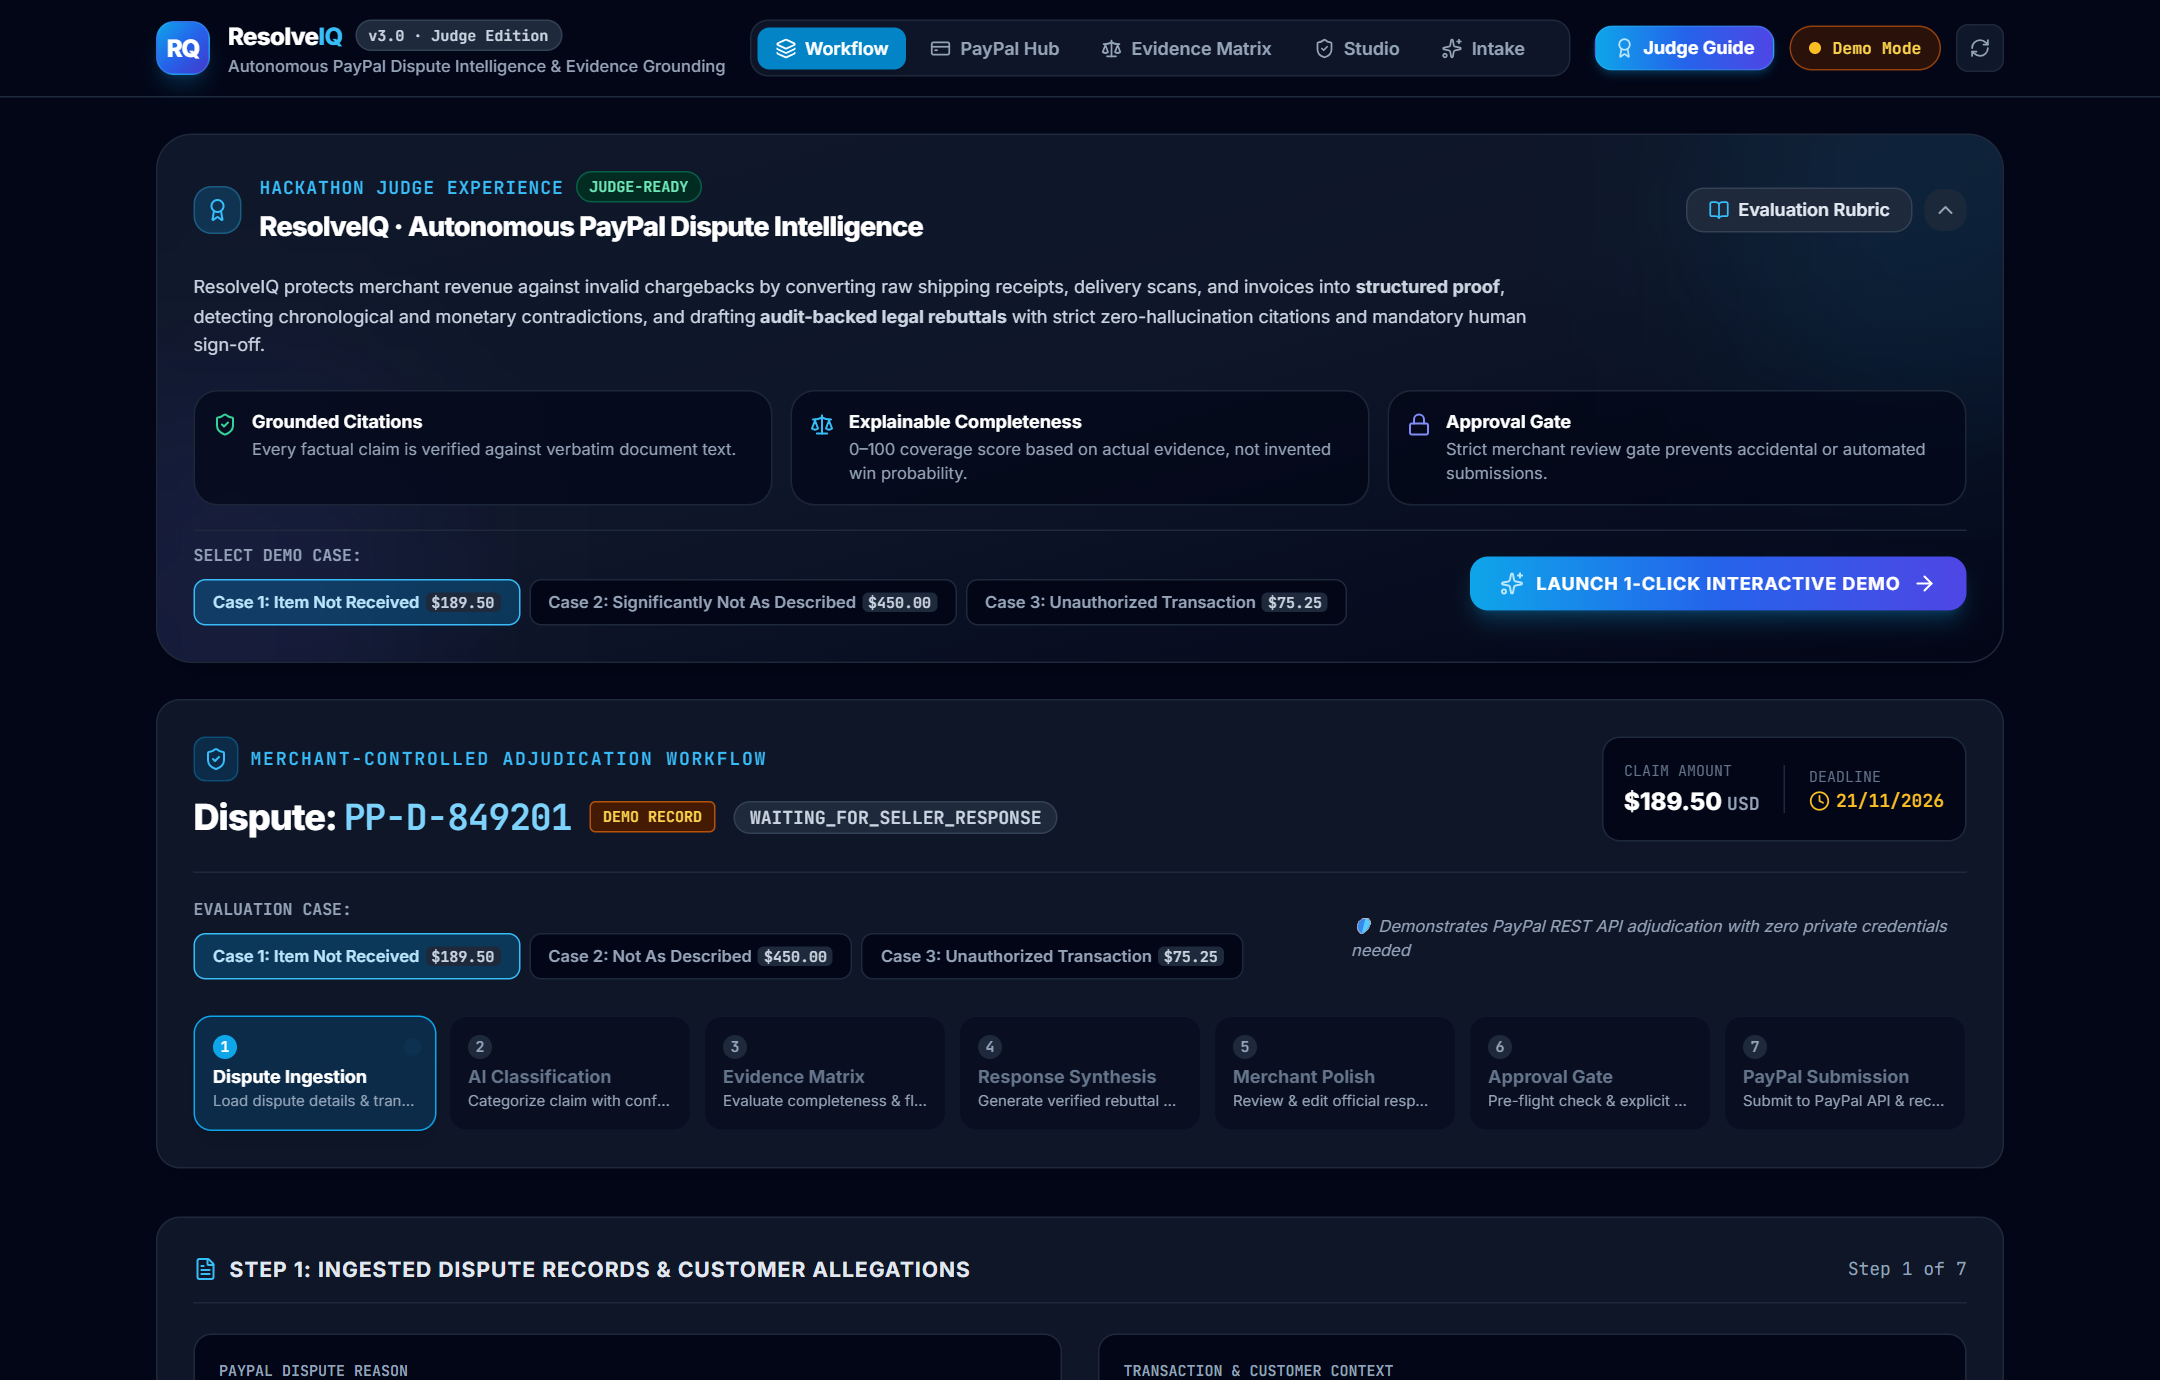 RQ
ResolveIQ v3.0 · Judge Edition
Autonomous PayPal Dispute Intelligence & Evidence Grounding
Workflow
PayPal Hub
Evidence Matrix
Studio
Intake
Judge Guide
Demo Mode
HACKATHON JUDGE EXPERIENCE JUDGE-READY
ResolveIQ · Autonomous PayPal Dispute Intelligence
Evaluation Rubric
ResolveIQ protects merchant revenue against invalid chargebacks by converting raw shipping receipts, delivery scans, and invoices into structured proof,
detecting chronological and monetary contradictions, and drafting audit-backed legal rebuttals with strict zero-hallucination citations and mandatory human
sign-off.
Grounded Citations
Every factual claim is verified against verbatim document text.
Explainable Completeness
0–100 coverage score based on actual evidence, not invented
win probability.
Approval Gate
Strict merchant review gate prevents accidental or automated
submissions.
SELECT DEMO CASE:
Case 1: Item Not Received $189.50
Case 2: Significantly Not As Described $450.00
Case 3: Unauthorized Transaction $75.25
LAUNCH 1-CLICK INTERACTIVE DEMO
MERCHANT-CONTROLLED ADJUDICATION WORKFLOW
Dispute: PP-D-849201 DEMO RECORD WAITING_FOR_SELLER_RESPONSE
CLAIM AMOUNT
$189.50 USD
DEADLINE
21/11/2026
EVALUATION CASE:
Case 1: Item Not Received $189.50
Case 2: Not As Described $450.00
Case 3: Unauthorized Transaction $75.25
Demonstrates PayPal REST API adjudication with zero private credentials
needed
1
Dispute Ingestion
Load dispute details & tran...
2
AI Classification
Categorize claim with conf...
3
Evidence Matrix
Evaluate completeness & fl...
4
Response Synthesis
Generate verified rebuttal ...
5
Merchant Polish
Review & edit official resp...
6
Approval Gate
Pre-flight check & explicit ...
7
PayPal Submission
Submit to PayPal API & rec...
STEP 1: INGESTED DISPUTE RECORDS & CUSTOMER ALLEGATIONS
Step 1 of 7
PAYPAL DISPUTE REASON
TRANSACTION & CUSTOMER CONTEXT